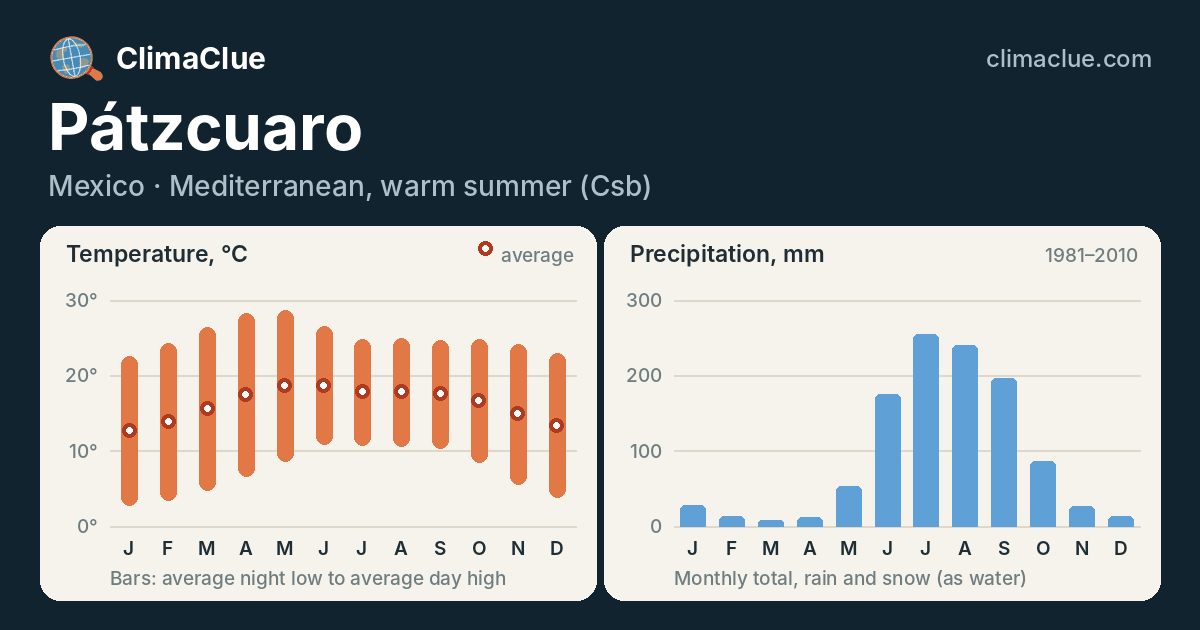 ClimaClue
climaclue.com
Pátzcuaro
Mexico · Mediterranean, warm summer (Csb)
Temperature, °C
average
30°
20°
10°
0°
J F M A M J J A S O N D
Bars: average night low to average day high
Precipitation, mm
1981–2010
300
200
100
0
J F M A M J J A S O N D
Monthly total, rain and snow (as water)